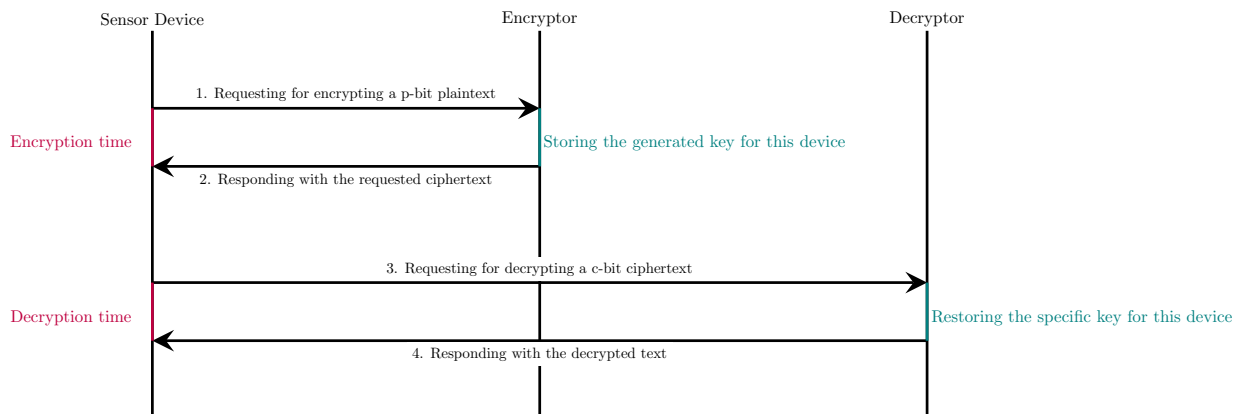 Sensor Device
Encryptor
Decryptor
1. Requesting for encrypting a p-bit plaintext
Encryption time
Storing the generated key for this device
2. Responding with the requested ciphertext
3. Requesting for decrypting a c-bit ciphertext
Decryption time
Restoring the specific key for this device
4. Responding with the decrypted text